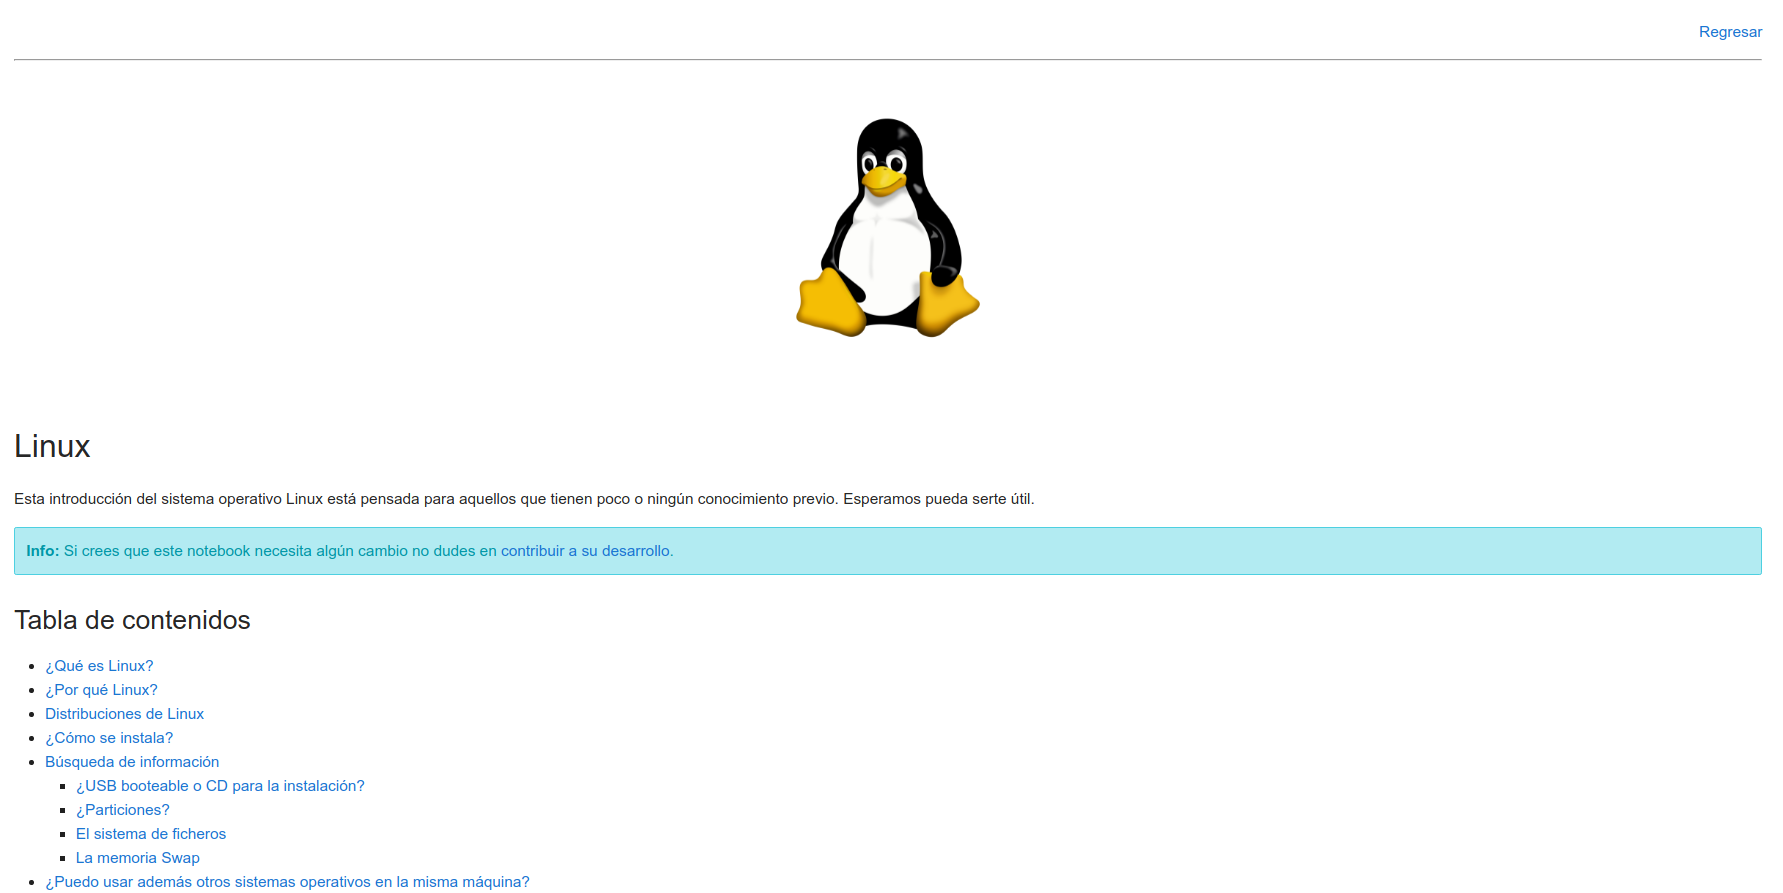 Regresar
Linux
Esta introducción del sistema operativo Linux está pensada para aquellos que tienen poco o ningún conocimiento previo. Esperamos pueda serte útil.
Info: Si crees que este notebook necesita algún cambio no dudes en contribuir a su desarrollo.
Tabla de contenidos
¿Qué es Linux?
¿Por qué Linux?
Distribuciones de Linux
¿Cómo se instala?
Búsqueda de información
¿USB booteable o CD para la instalación?
¿Particiones?
El sistema de ficheros
La memoria Swap
¿Puedo usar además otros sistemas operativos en la misma máquina?